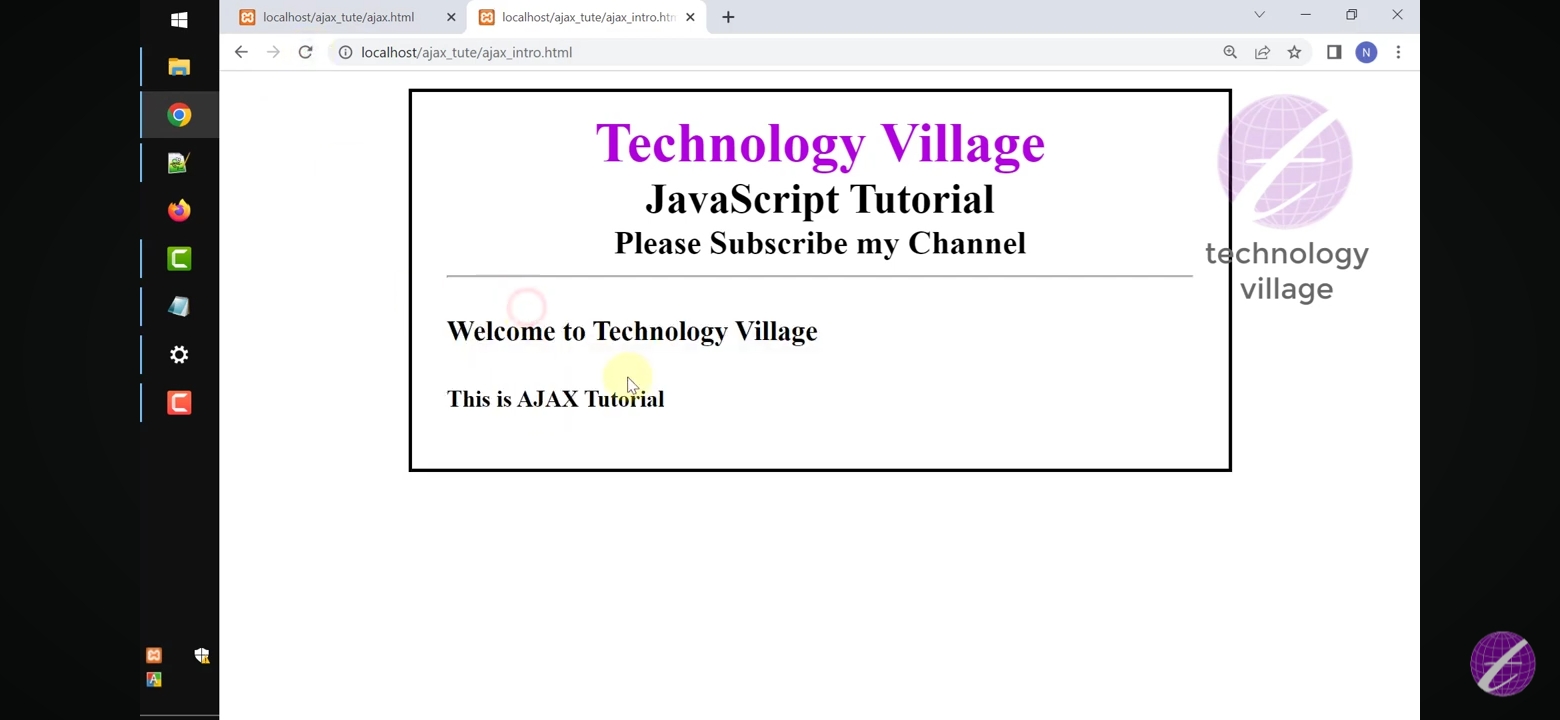 localhost/ajax_tute/ajax.html
localhost/ajax_tute/ajax_intro.htm
localhost/ajax_tute/ajax_intro.html
N
Technology Village
JavaScript Tutorial
Please Subscribe my Channel
technology
village
Welcome to Technology Village
This is AJAX Tutorial